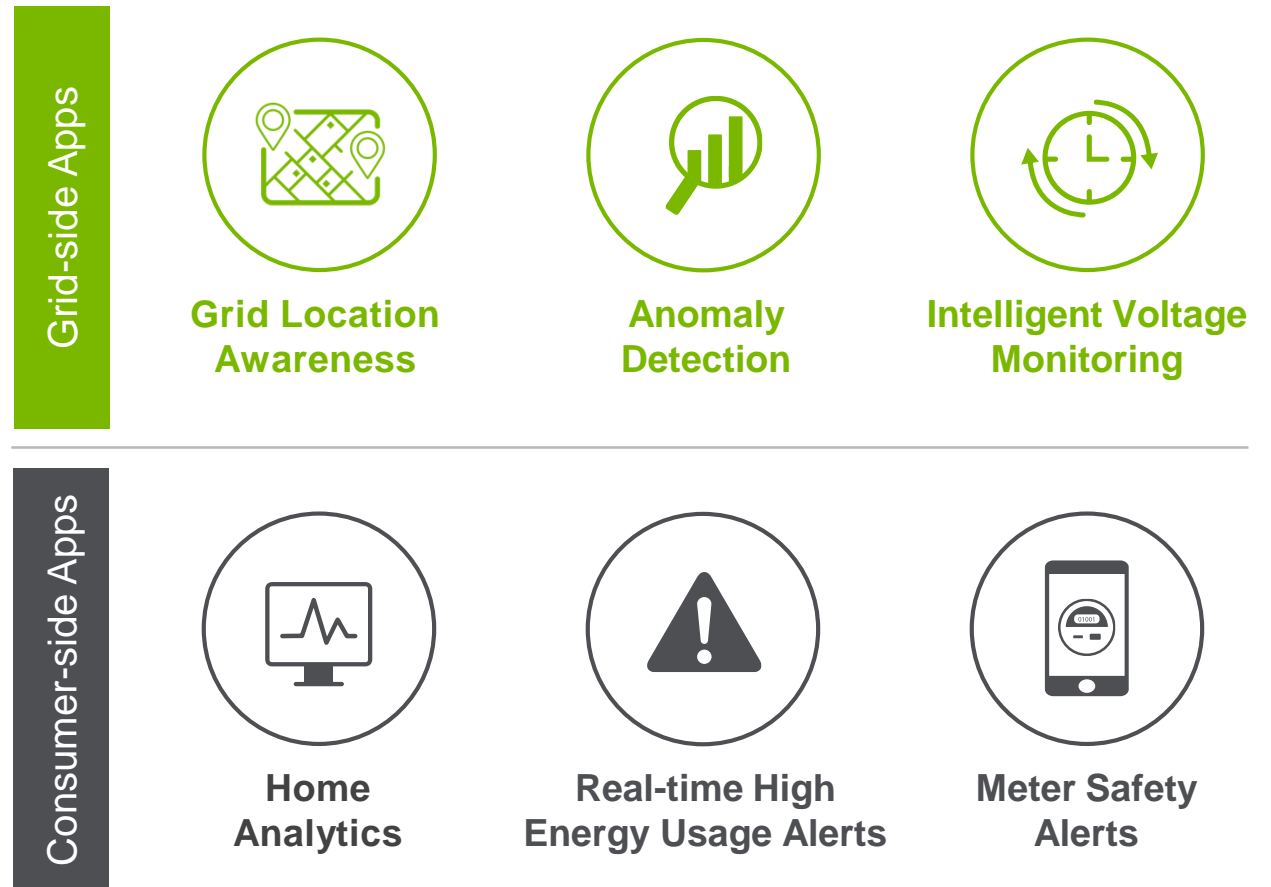 Grid-side Apps
Grid Location
Awareness
Anomaly
Detection
Intelligent Voltage
Monitoring
Consumer-side Apps
Home
Analytics
Real-time High
Energy Usage Alerts
01001
Meter Safety
Alerts